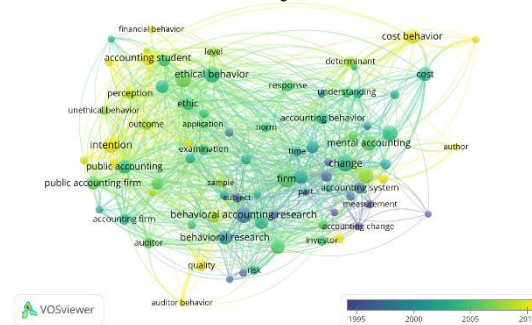 financial behavior
cost behavior
accounting student
level
determinant
ethical behavior
cost
perception
response
understanding
unethical behavior
ethic
outcome
application
norm
accounting behavior
intention
examination
time
mental accounting
author
public accounting
change
public accounting firm
sample
firm
part
accounting system
subject
measurement
accounting firm
behavioral accounting research
accounting change
auditor
behavioral research
investor
quality
risk
auditor behavior
VOSviewer
1995 2000 2005